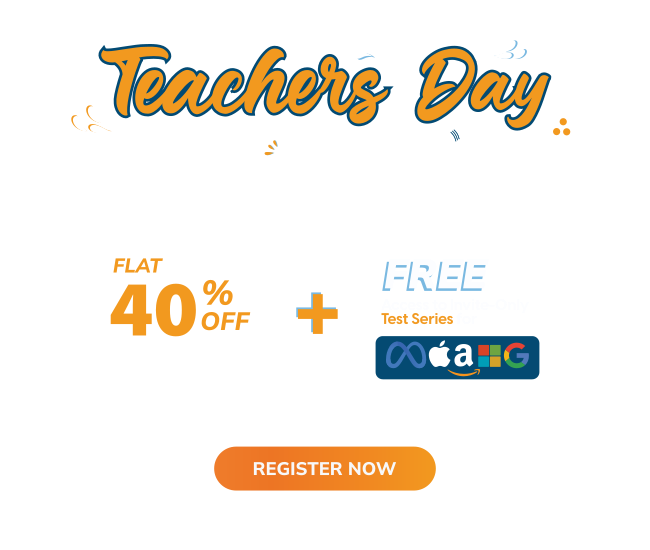 Teachers Day
FLAT
40%
OFF
+
FREE
Test Series
REGISTER NOW